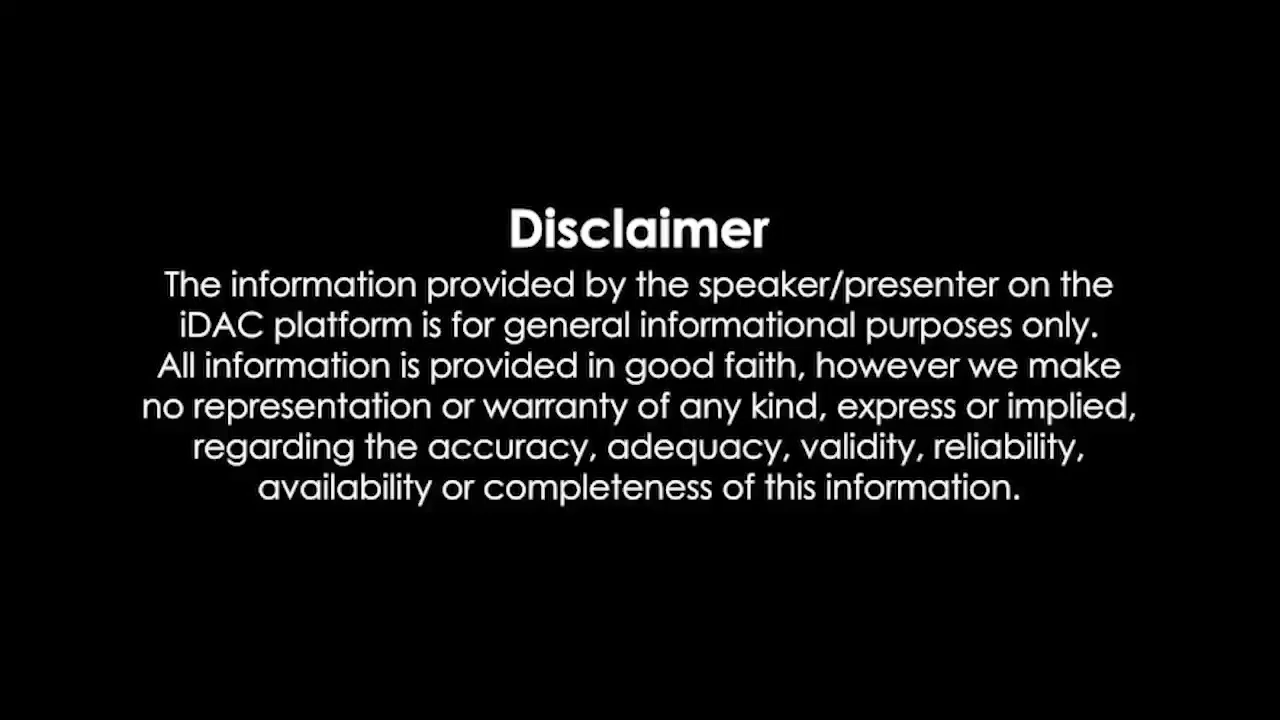 Disclaimer
The information provided by the speaker/presenter on the
iDAC platform is for general informational purposes only.
All information is provided in good faith, however we make
no representation or warranty of any kind, express or implied,
regarding the accuracy, adequacy, validity, reliability,
availability or completeness of this information.